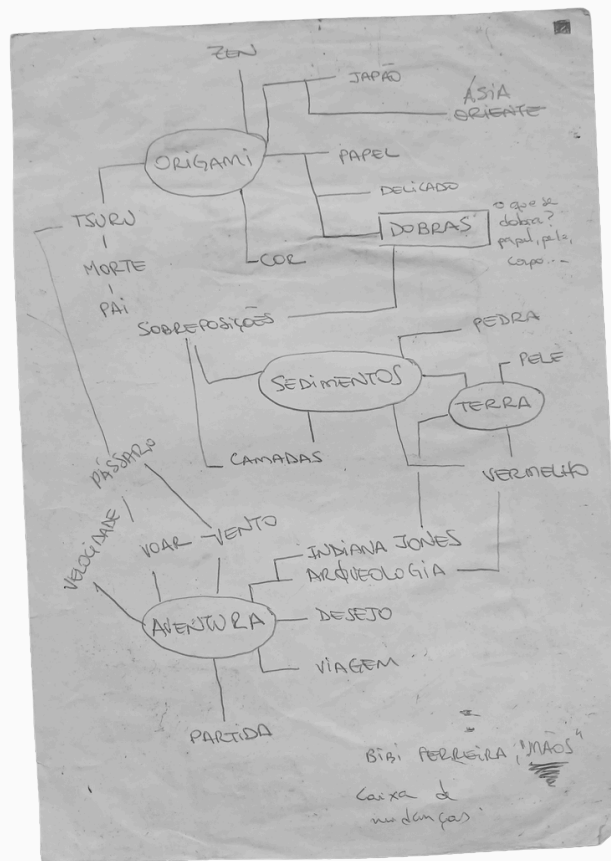 ZEN
JAPÃO
ÁSIA
ORIENTE
ORIGAMI
PAPEL
DELICADO
TSURU
DOBRAS
o que se
dobra?
papel, pele,
corpo...
MORTE
COR
PAI
SOBREPOSIÇÕES
PEDRA
PELE
SEDIMENTOS
TERRA
CAMADAS
VERMELHO
PÁSSARO
VELOCIDADE
VOAR
VENTO
INDIANA JONES
ARQUEOLOGIA
AVENTURA
DESEJO
VIAGEM...
PARTIDA
BIBI FERREIRA, "MÃOS"
Caixa de
mudanças